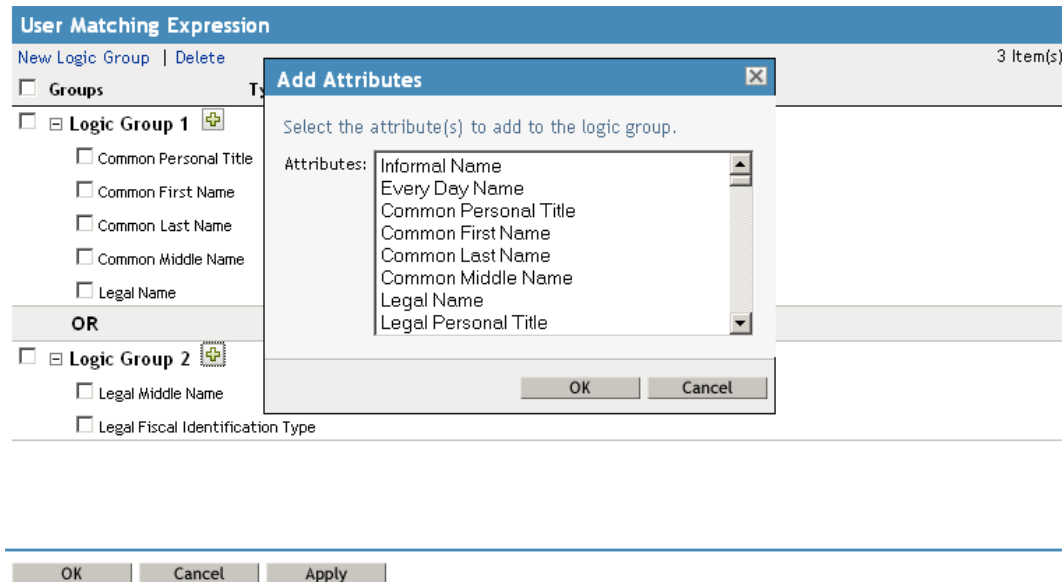 User Matching Expression
New Logic Group | Delete
3 Item(s)
Groups
Add Attributes
Logic Group 1
Select the attribute(s) to add to the logic group.
Common Personal Title
Common First Name
Common Last Name
Common Middle Name
Legal Name
Attributes:
Informal Name
Every Day Name
Common Personal Title
Common First Name
Common Last Name
Common Middle Name
Legal Name
Legal Personal Title
OR
Logic Group 2
OK
Cancel
Legal Middle Name
Legal Fiscal Identification Type
OK
Cancel
Apply